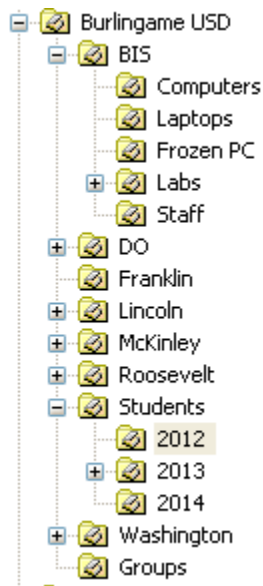 Burlingame USD
BIS
Computers
Laptops
Frozen PC
Labs
Staff
DO
Franklin
Lincoln
McKinley
Roosevelt
Students
2012
2013
2014
Washington
Groups